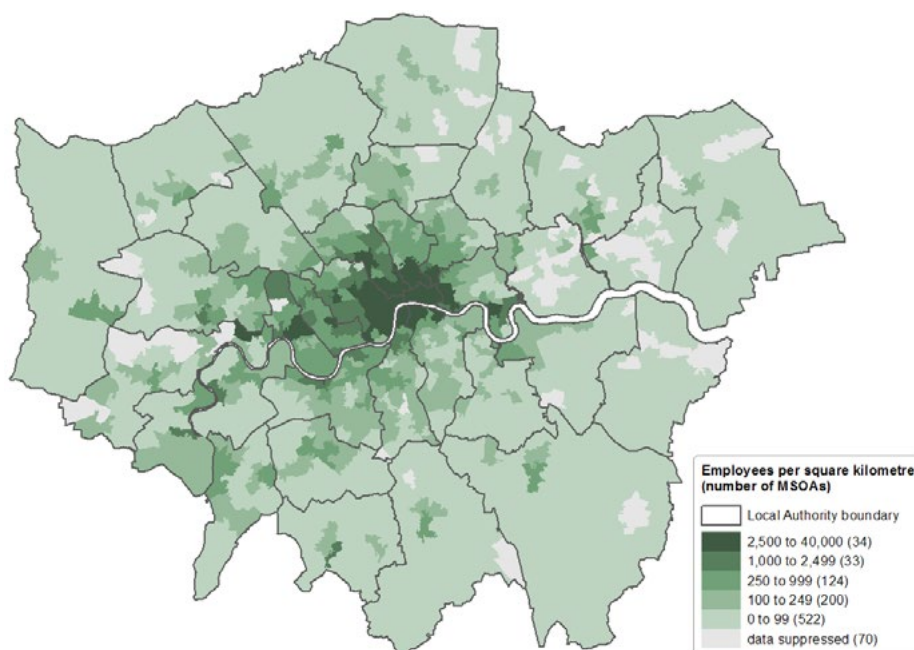 Employees per square kilometre
(number of MSOAs)
Local Authority boundary
2,500 to 40,000 (34)
1,000 to 2,499 (33)
250 to 999 (124)
100 to 249 (200)
0 to 99 (522)
data suppressed (70)